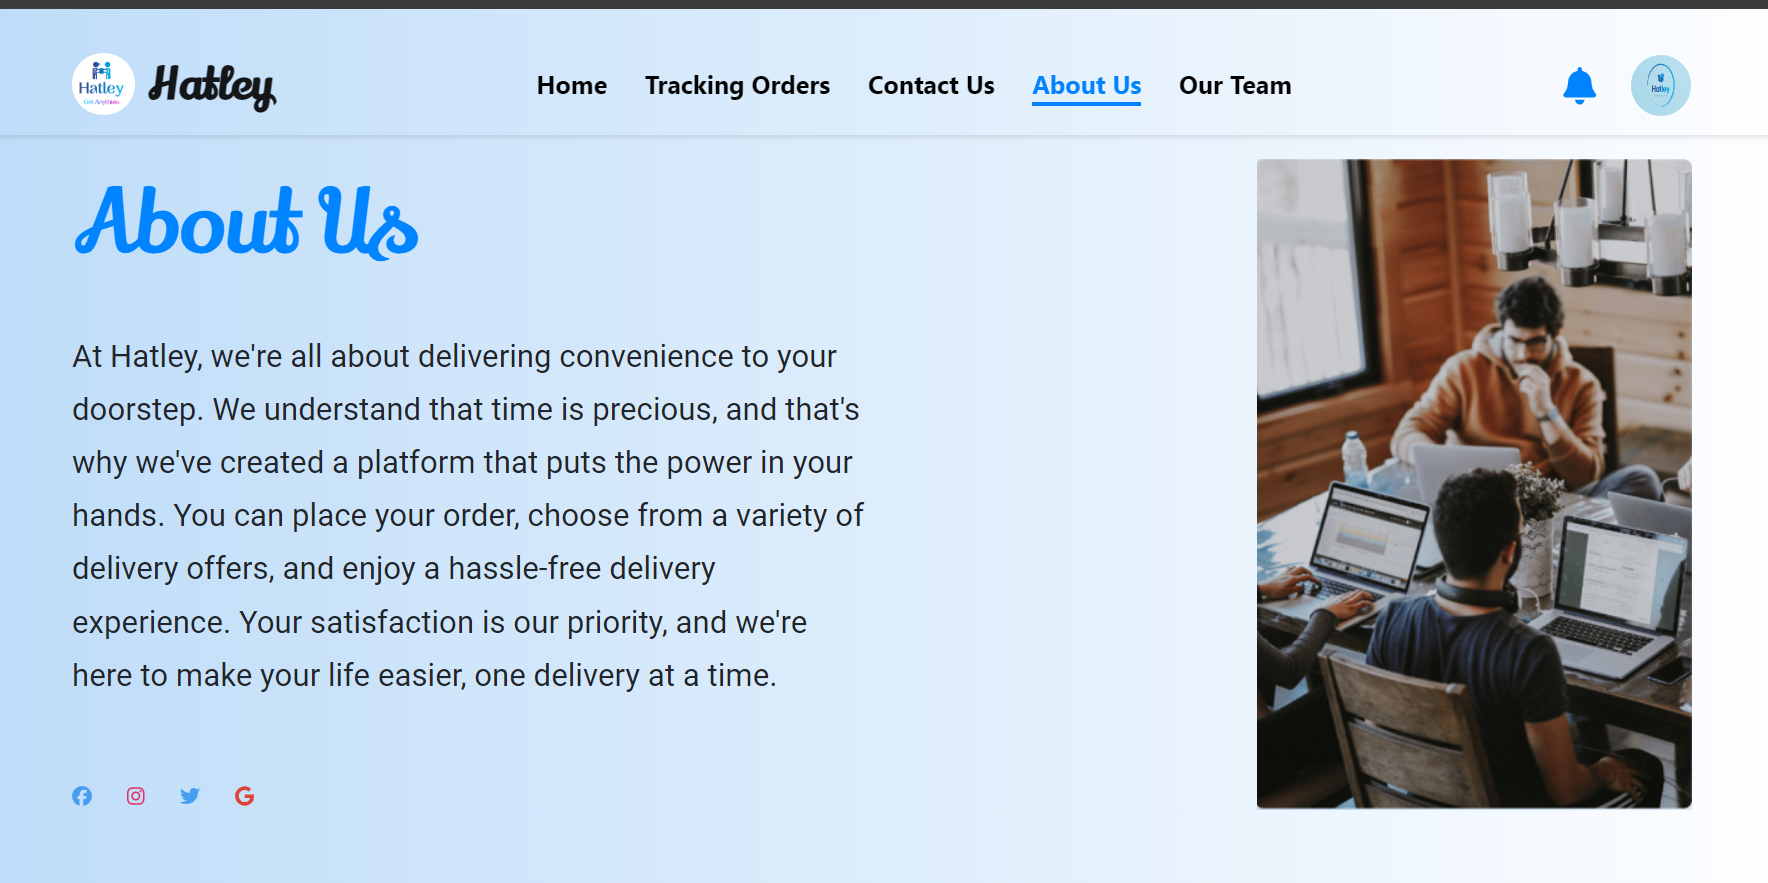 Hatley
Get Anything
Hatley
Home
Tracking Orders
Contact Us
About Us
Our Team
Hatley
About Us
At Hatley, we're all about delivering convenience to your
doorstep. We understand that time is precious, and that's
why we've created a platform that puts the power in your
hands. You can place your order, choose from a variety of
delivery offers, and enjoy a hassle-free delivery
experience. Your satisfaction is our priority, and we're
here to make your life easier, one delivery at a time.